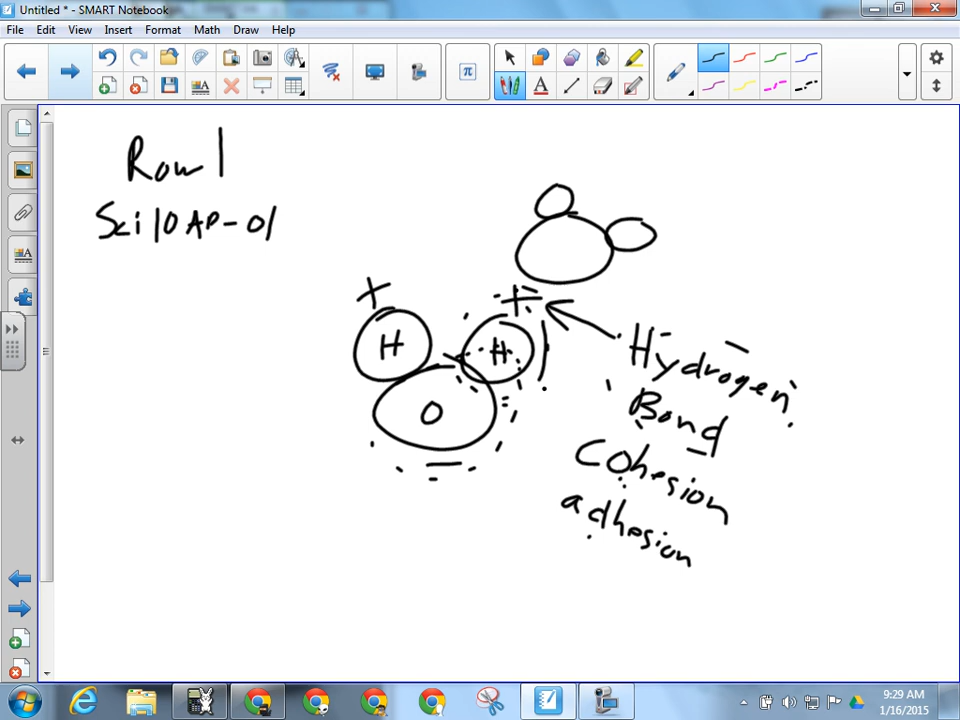 Untitled * - SMART Notebook
File Edit View Insert Format Math Draw Help
Row 1
Sci 10 AP-01
+
+
H
H
O
Hydrogen
Bond
Cohesion
adhesion
9:29 AM
1/16/2015